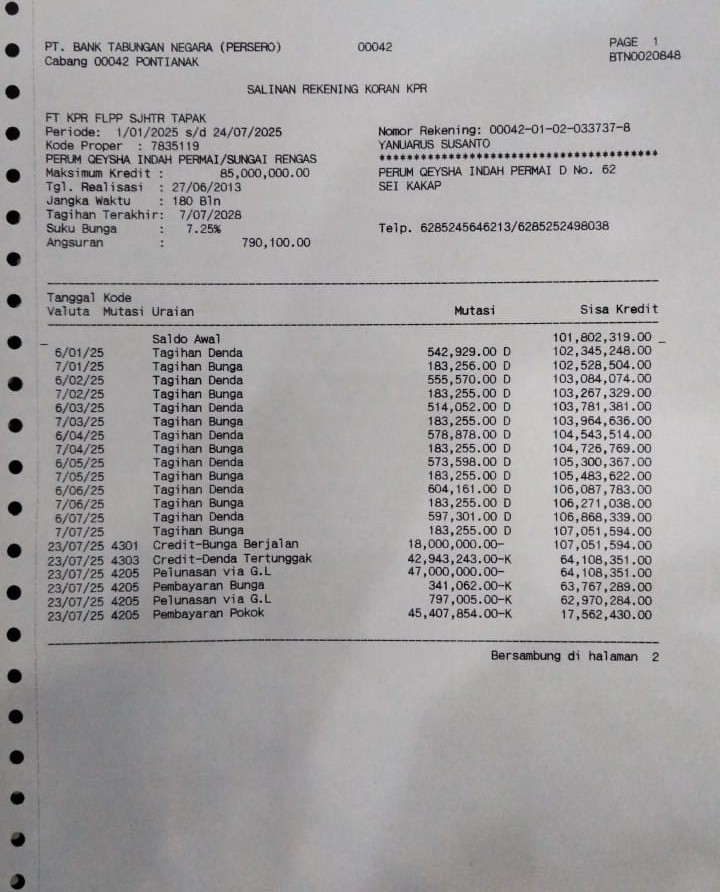 PT. BANK TABUNGAN NEGARA (PERSERO) 00042 PAGE 1
Cabang 00042 PONTIANAK BTN0020848
SALINAN REKENING KORAN KPR
FT KPR FLPP SJHTR TAPAK
Periode: 1/01/2025 s/d 24/07/2025 Nomor Rekening: 00042-01-02-033737-8
Kode Proper : 7835119 YANUARUS SUSANTO
PERUM QEYSHA INDAH PERMAI/SUNGAI RENGAS ****************************************
Maksimum Kredit : 85,000,000.00 PERUM QEYSHA INDAH PERMAI D No. 62
Tgl. Realisasi : 27/06/2013 SEI KAKAP
Jangka Waktu : 180 Bln
Tagihan Terakhir: 7/07/2028
Suku Bunga : 7.25% Telp. 6285245646213/6285252498038
Angsuran : 790,100.00
Tanggal Kode
Valuta Mutasi Uraian Mutasi Sisa Kredit
_ Saldo Awal 101,802,319.00 _
6/01/25 Tagihan Denda 542,929.00 D 102,345,248.00
7/01/25 Tagihan Bunga 183,256.00 D 102,528,504.00
6/02/25 Tagihan Denda 555,570.00 D 103,084,074.00
7/02/25 Tagihan Bunga 183,255.00 D 103,267,329.00
6/03/25 Tagihan Denda 514,052.00 D 103,781,381.00
7/03/25 Tagihan Bunga 183,255.00 D 103,964,636.00
6/04/25 Tagihan Denda 578,878.00 D 104,543,514.00
7/04/25 Tagihan Bunga 183,255.00 D 104,726,769.00
6/05/25 Tagihan Denda 573,598.00 D 105,300,367.00
7/05/25 Tagihan Bunga 183,255.00 D 105,483,622.00
6/06/25 Tagihan Denda 604,161.00 D 106,087,783.00
7/06/25 Tagihan Bunga 183,255.00 D 106,271,038.00
6/07/25 Tagihan Denda 597,301.00 D 106,868,339.00
7/07/25 Tagihan Bunga 183,255.00 D 107,051,594.00
23/07/25 4301 Credit-Bunga Berjalan 18,000,000.00- 107,051,594.00
23/07/25 4303 Credit-Denda Tertunggak 42,943,243.00-K 64,108,351.00
23/07/25 4205 Pelunasan via G.L 47,000,000.00- 64,108,351.00
23/07/25 4205 Pembayaran Bunga 341,062.00-K 63,767,289.00
23/07/25 4205 Pelunasan via G.L 797,005.00-K 62,970,284.00
23/07/25 4205 Pembayaran Pokok 45,407,854.00-K 17,562,430.00
Bersambung di halaman 2